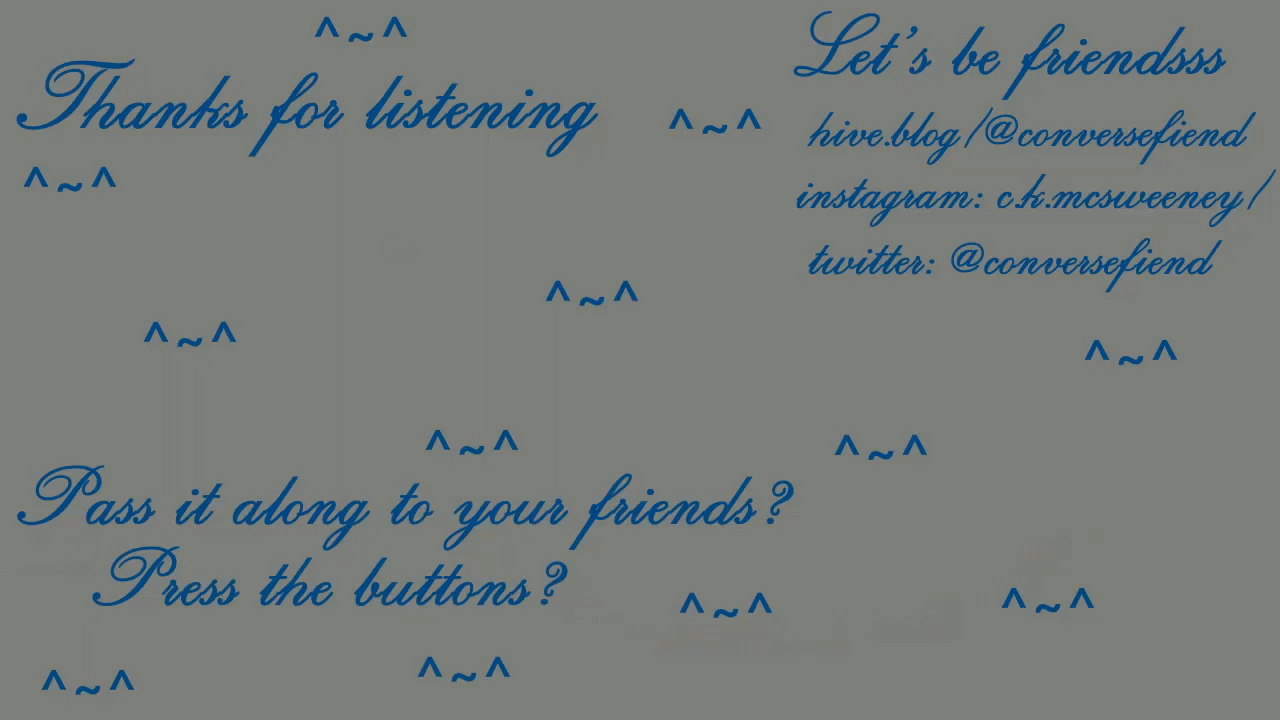 ^~^
Thanks for listening
^~^
Let's be friendsss
hive.blog/@conversefiend
instagram: c.k.mcsweeney/
twitter: @conversefiend
^~^
^~^
^~^
^~^
^~^
^~^
Pass it along to your friends?
Press the buttons?
^~^
^~^
^~^
^~^